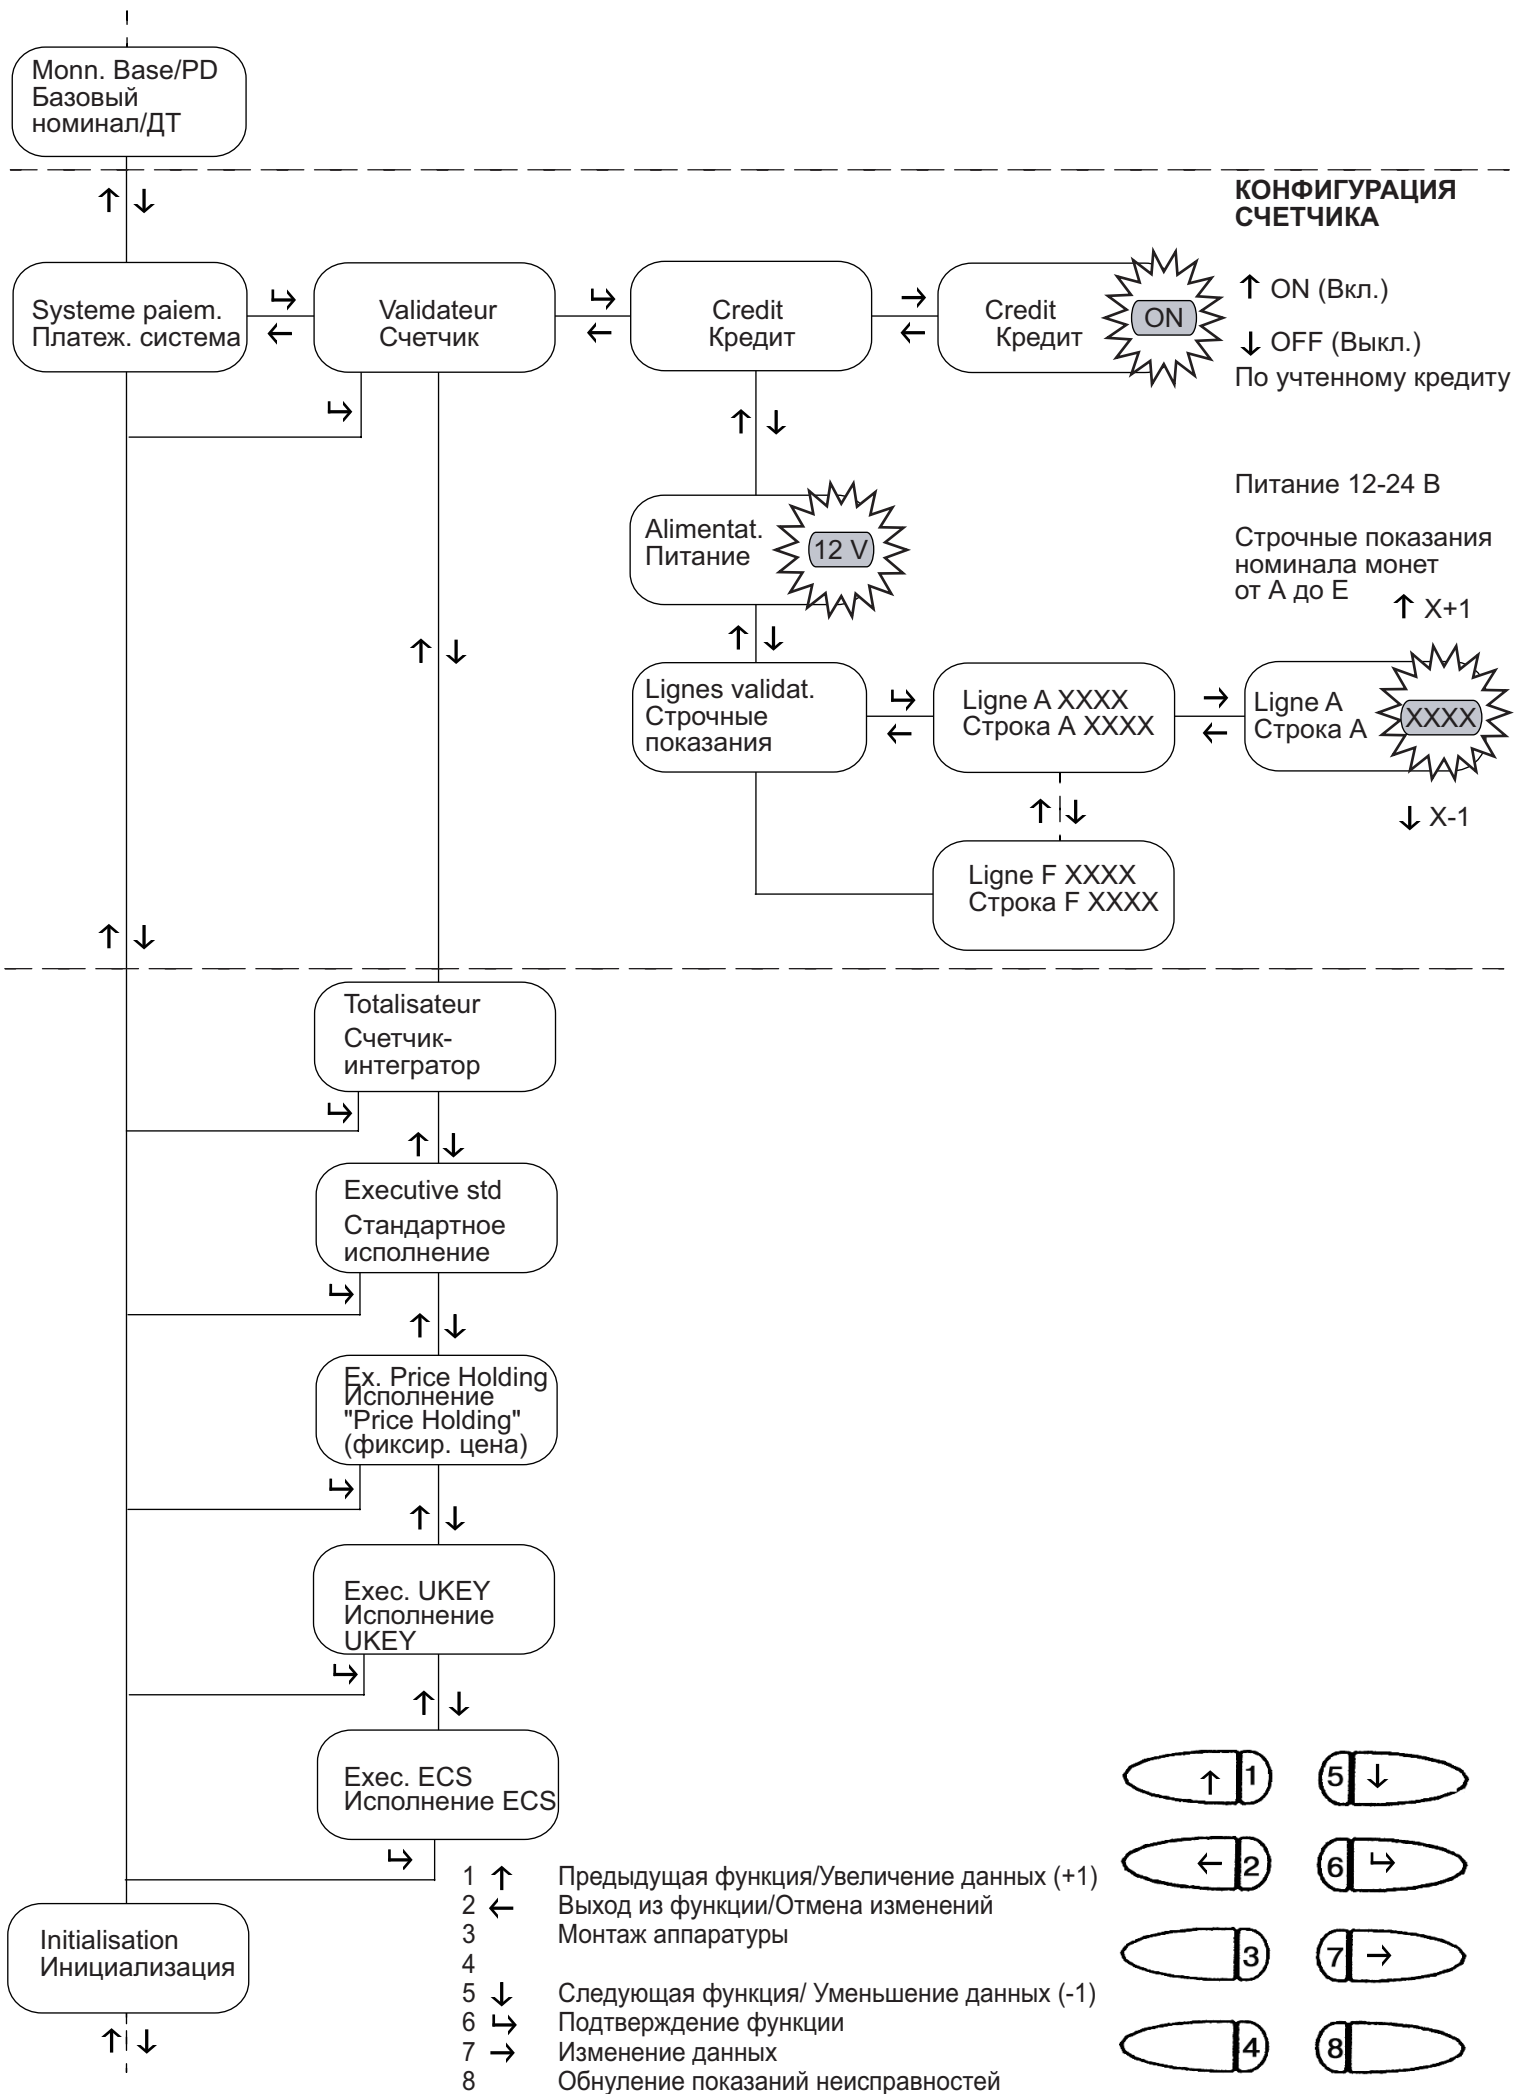 Monn. Base/PD
Базовый
номинал/ДТ
↑ ↓
КОНФИГУРАЦИЯ
СЧЕТЧИКА
Systeme paiem.
Платеж. система
Validateur
Счетчик
Credit
Кредит
Credit
Кредит
ON
↑ ON (Вкл.)
↓ OFF (Выкл.)
По учтенному кредиту
Alimentat.
Питание
12 V
Питание 12-24 В
Строчные показания
номинала монет
от А до Е
↑ X+1
Lignes validat.
Строчные
показания
Ligne A XXXX
Строка A XXXX
Ligne A
Строка A
XXXX
↓ X-1
Ligne F XXXX
Строка F XXXX
Totalisateur
Счетчик-
интегратор
Executive std
Стандартное
исполнение
Ex. Price Holding
Исполнение
"Price Holding"
(фиксир. цена)
Exec. UKEY
Исполнение
UKEY
Exec. ECS
Исполнение ECS
Initialisation
Инициализация
1 ↑ Предыдущая функция/Увеличение данных (+1)
2 ← Выход из функции/Отмена изменений
3 Монтаж аппаратуры
4
5 ↓ Следующая функция/ Уменьшение данных (-1)
6 ↳ Подтверждение функции
7 → Изменение данных
8 Обнуление показаний неисправностей
↑ 1 5 ↓
← 2 6 ↳
3 7 →
4 8